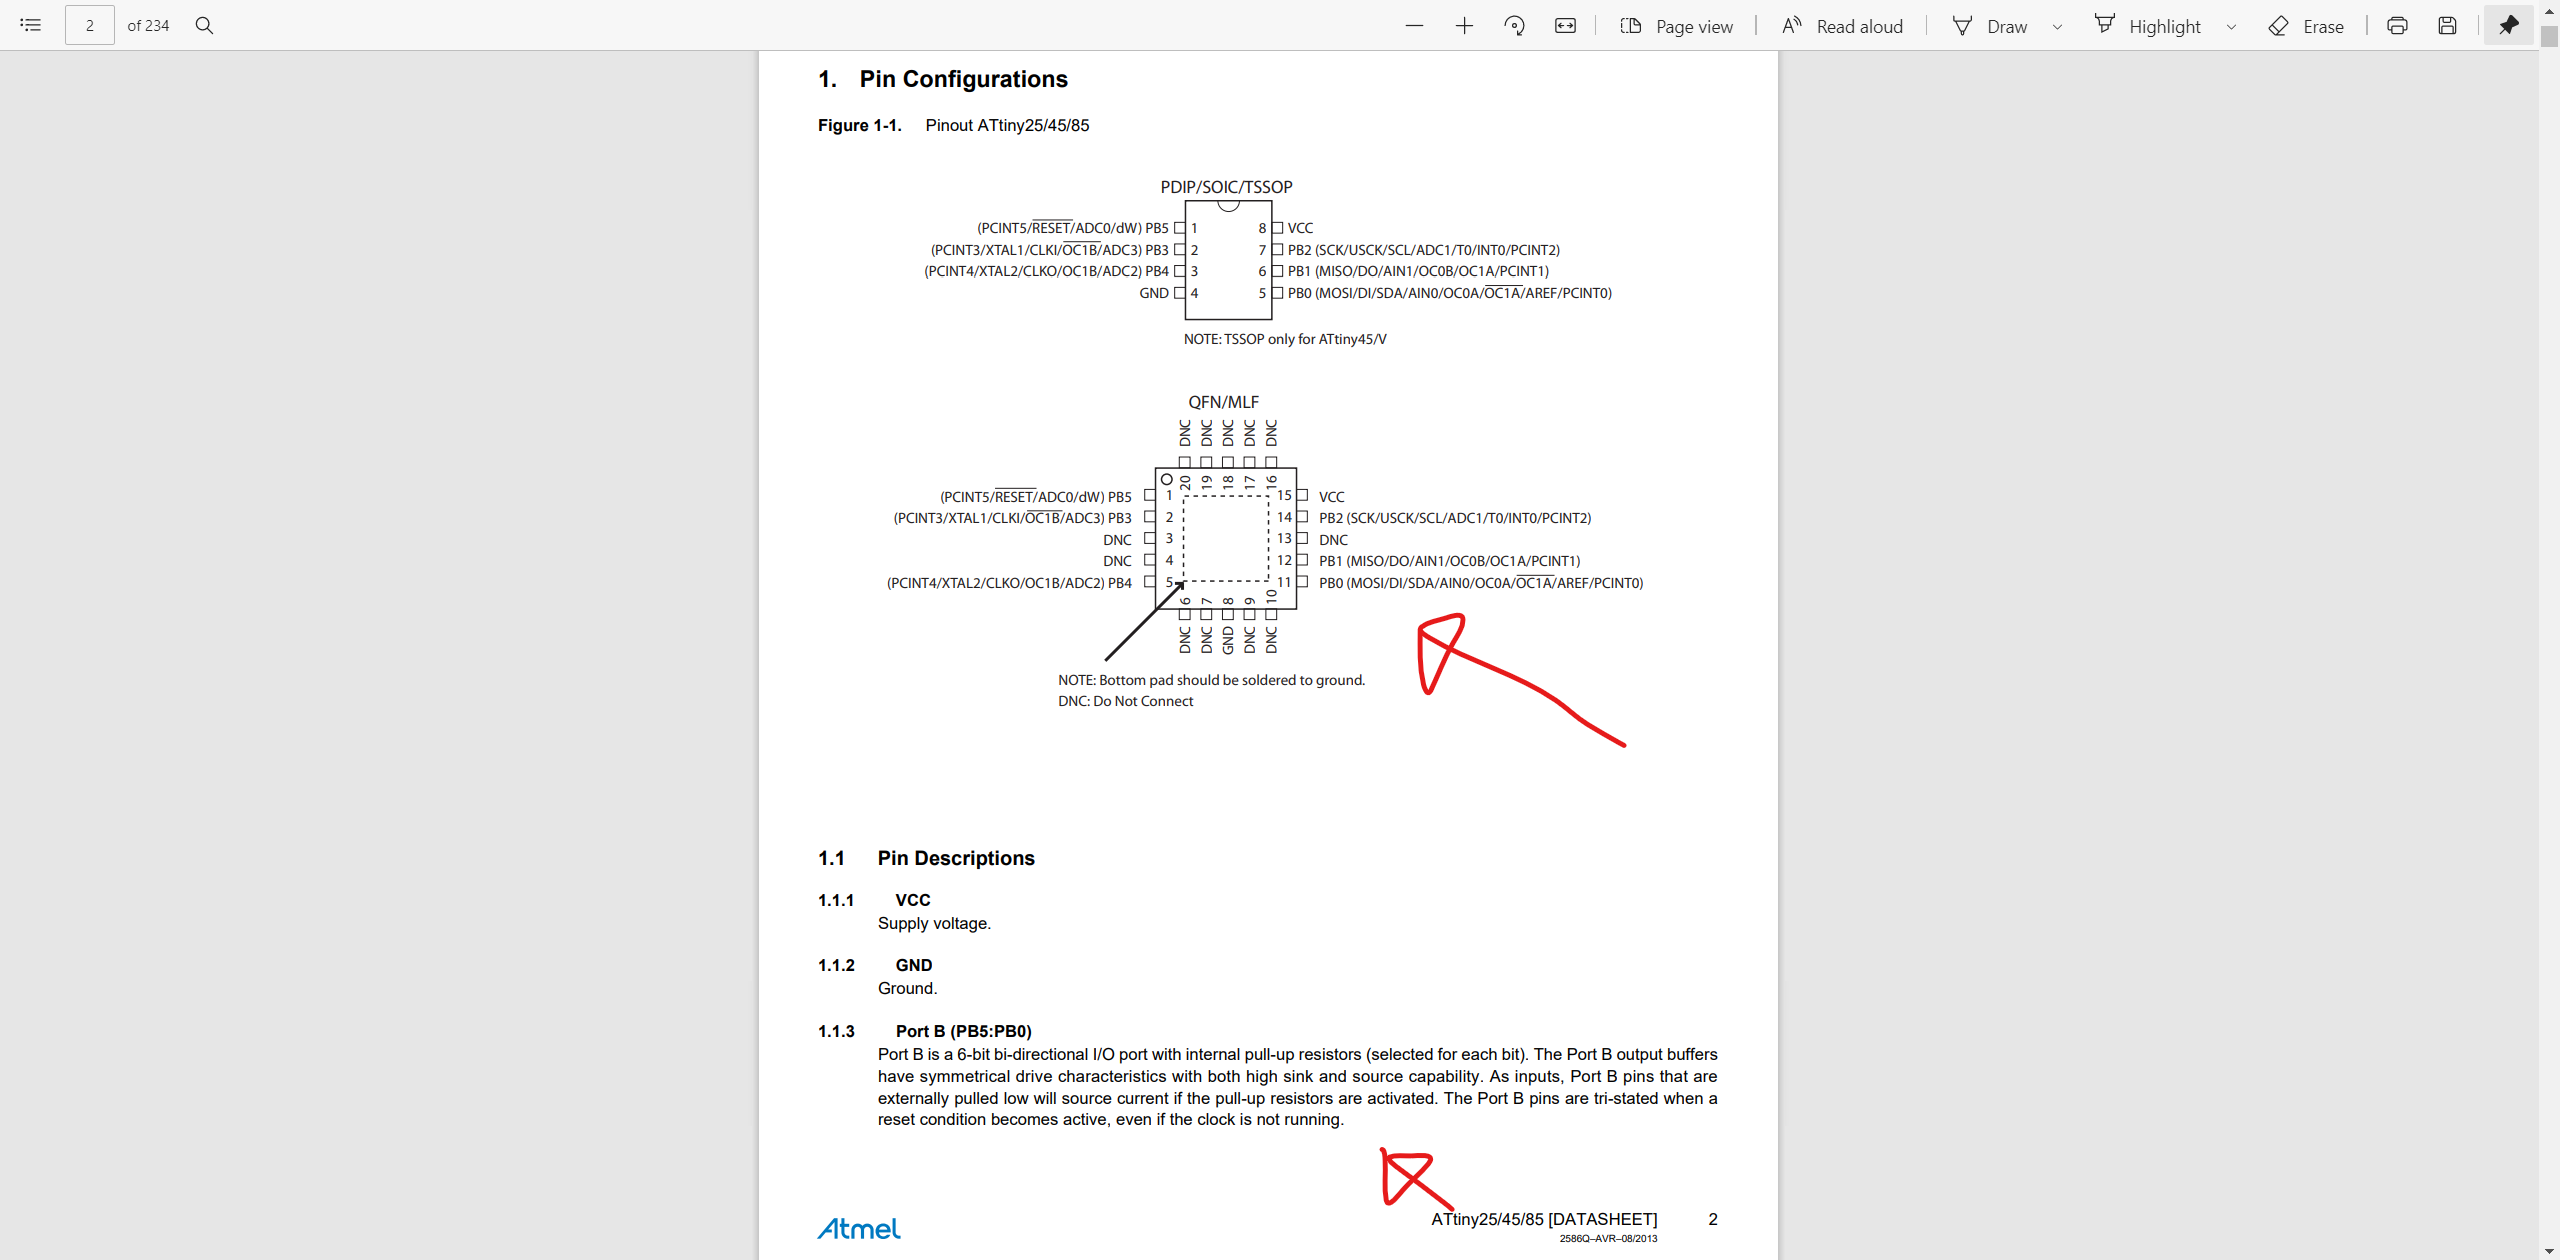 2 of 234 Page view Read aloud Draw Highlight Erase
1. Pin Configurations
Figure 1-1. Pinout ATtiny25/45/85
PDIP/SOIC/TSSOP
(PCINT5/RESET/ADC0/dW) PB5 1 8 VCC
(PCINT3/XTAL1/CLKI/OC1B/ADC3) PB3 2 7 PB2 (SCK/USCK/SCL/ADC1/T0/INT0/PCINT2)
(PCINT4/XTAL2/CLKO/OC1B/ADC2) PB4 3 6 PB1 (MISO/DO/AIN1/OC0B/OC1A/PCINT1)
GND 4 5 PB0 (MOSI/DI/SDA/AIN0/OC0A/OC1A/AREF/PCINT0)
NOTE: TSSOP only for ATtiny45/V
QFN/MLF
DNC DNC DNC DNC DNC
20 19 18 17 16
(PCINT5/RESET/ADC0/dW) PB5 1 15 VCC
(PCINT3/XTAL1/CLKI/OC1B/ADC3) PB3 2 14 PB2 (SCK/USCK/SCL/ADC1/T0/INT0/PCINT2)
DNC 3 13 DNC
DNC 4 12 PB1 (MISO/DO/AIN1/OC0B/OC1A/PCINT1)
(PCINT4/XTAL2/CLKO/OC1B/ADC2) PB4 5 11 PB0 (MOSI/DI/SDA/AIN0/OC0A/OC1A/AREF/PCINT0)
6 7 8 9 10
DNC DNC GND DNC DNC
NOTE: Bottom pad should be soldered to ground.
DNC: Do Not Connect
1.1 Pin Descriptions
1.1.1 VCC
Supply voltage.
1.1.2 GND
Ground.
1.1.3 Port B (PB5:PB0)
Port B is a 6-bit bi-directional I/O port with internal pull-up resistors (selected for each bit). The Port B output buffers
have symmetrical drive characteristics with both high sink and source capability. As inputs, Port B pins that are
externally pulled low will source current if the pull-up resistors are activated. The Port B pins are tri-stated when a
reset condition becomes active, even if the clock is not running.
Atmel
ATtiny25/45/85 [DATASHEET] 2
2586Q–AVR–08/2013